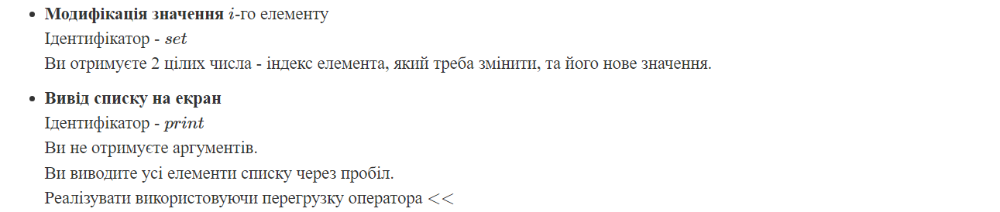 Модифікація значення i-го елементу
Ідентифікатор - set
Ви отримуєте 2 цілих числа - індекс елемента, який треба змінити, та його нове значення.
Вивід списку на екран
Ідентифікатор - print
Ви не отримуєте аргументів.
Ви виводите усі елементи списку через пробіл.
Реалізувати використовуючи перегрузку оператора <<